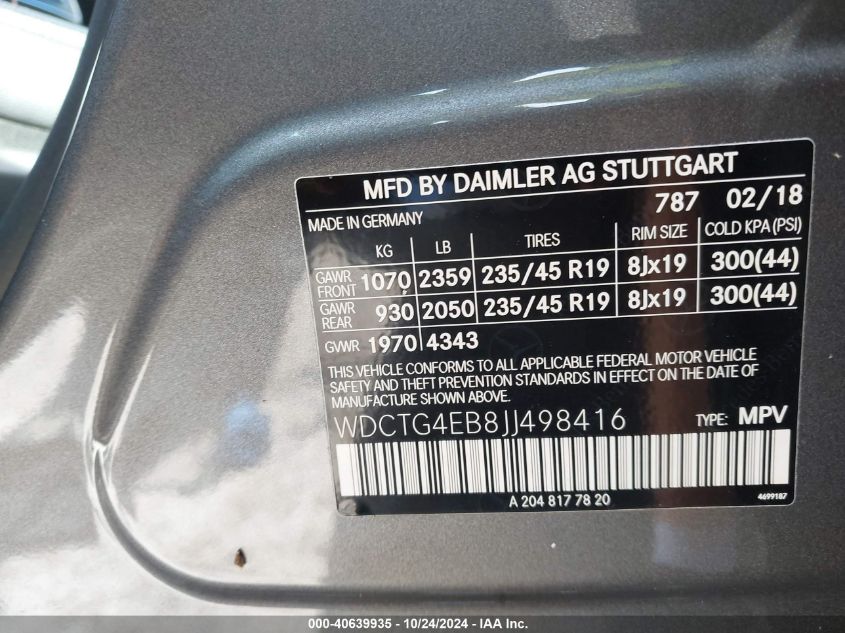 MFD BY DAIMLER AG STUTTGART
787 02/18
MADE IN GERMANY
KG LB TIRES RIM SIZE COLD KPA (PSI)
GAWR FRONT 1070 2359 235/45 R19 8Jx19 300(44)
GAWR REAR 930 2050 235/45 R19 8Jx19 300(44)
GVWR 1970 4343
THIS VEHICLE CONFORMS TO ALL APPLICABLE FEDERAL MOTOR VEHICLE
SAFETY AND THEFT PREVENTION STANDARDS IN EFFECT ON THE DATE OF
MANUFACTURE SHOWN ABOVE.
WDCTG4EB8JJ498416 TYPE: MPV
A 204 817 78 20 4699187
000-40639935 - 10/24/2024 - IAA Inc.